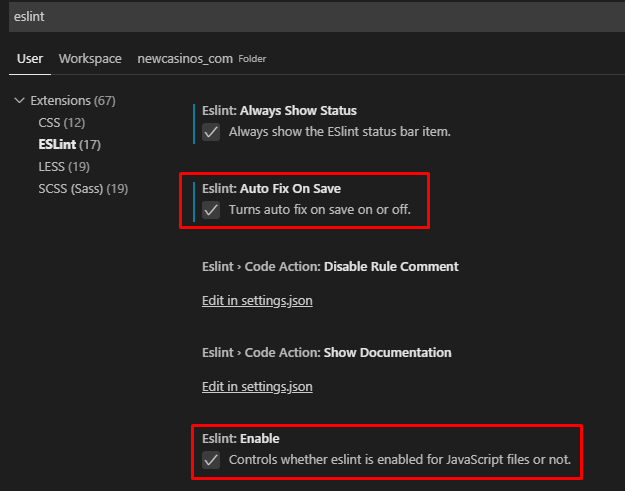 eslint
User Workspace newcasinos_com Folder
Extensions (67)
CSS (12)
ESLint (17)
LESS (19)
SCSS (Sass) (19)
Eslint: Always Show Status
Always show the ESlint status bar item.
Eslint: Auto Fix On Save
Turns auto fix on save on or off.
Eslint › Code Action: Disable Rule Comment
Edit in settings.json
Eslint › Code Action: Show Documentation
Edit in settings.json
Eslint: Enable
Controls whether eslint is enabled for JavaScript files or not.